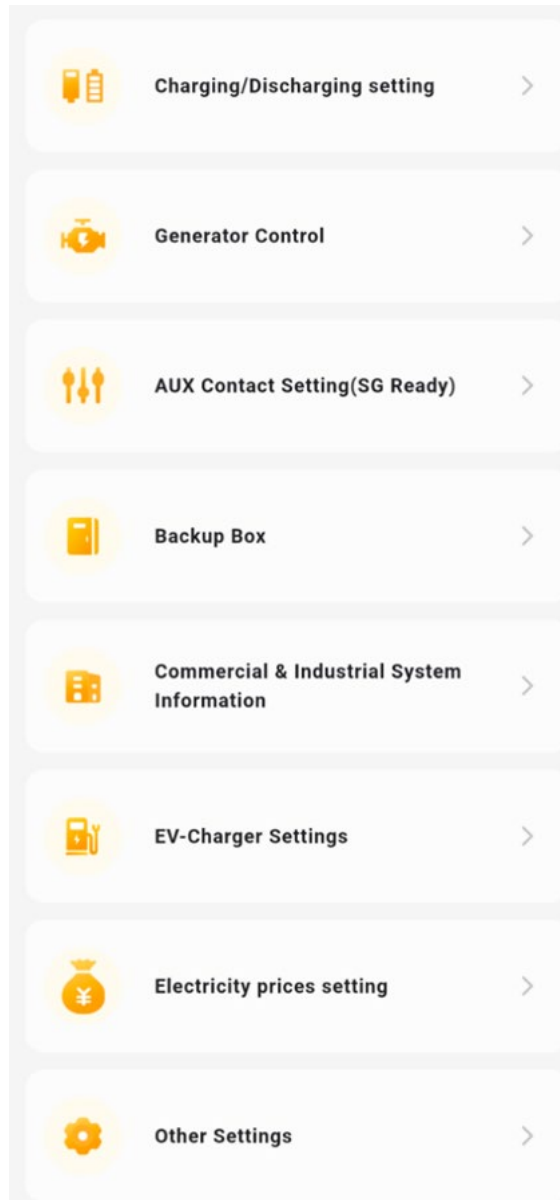 Charging/Discharging setting
Generator Control
AUX Contact Setting(SG Ready)
Backup Box
Commercial & Industrial System
Information
EV-Charger Settings
¥
Electricity prices setting
Other Settings